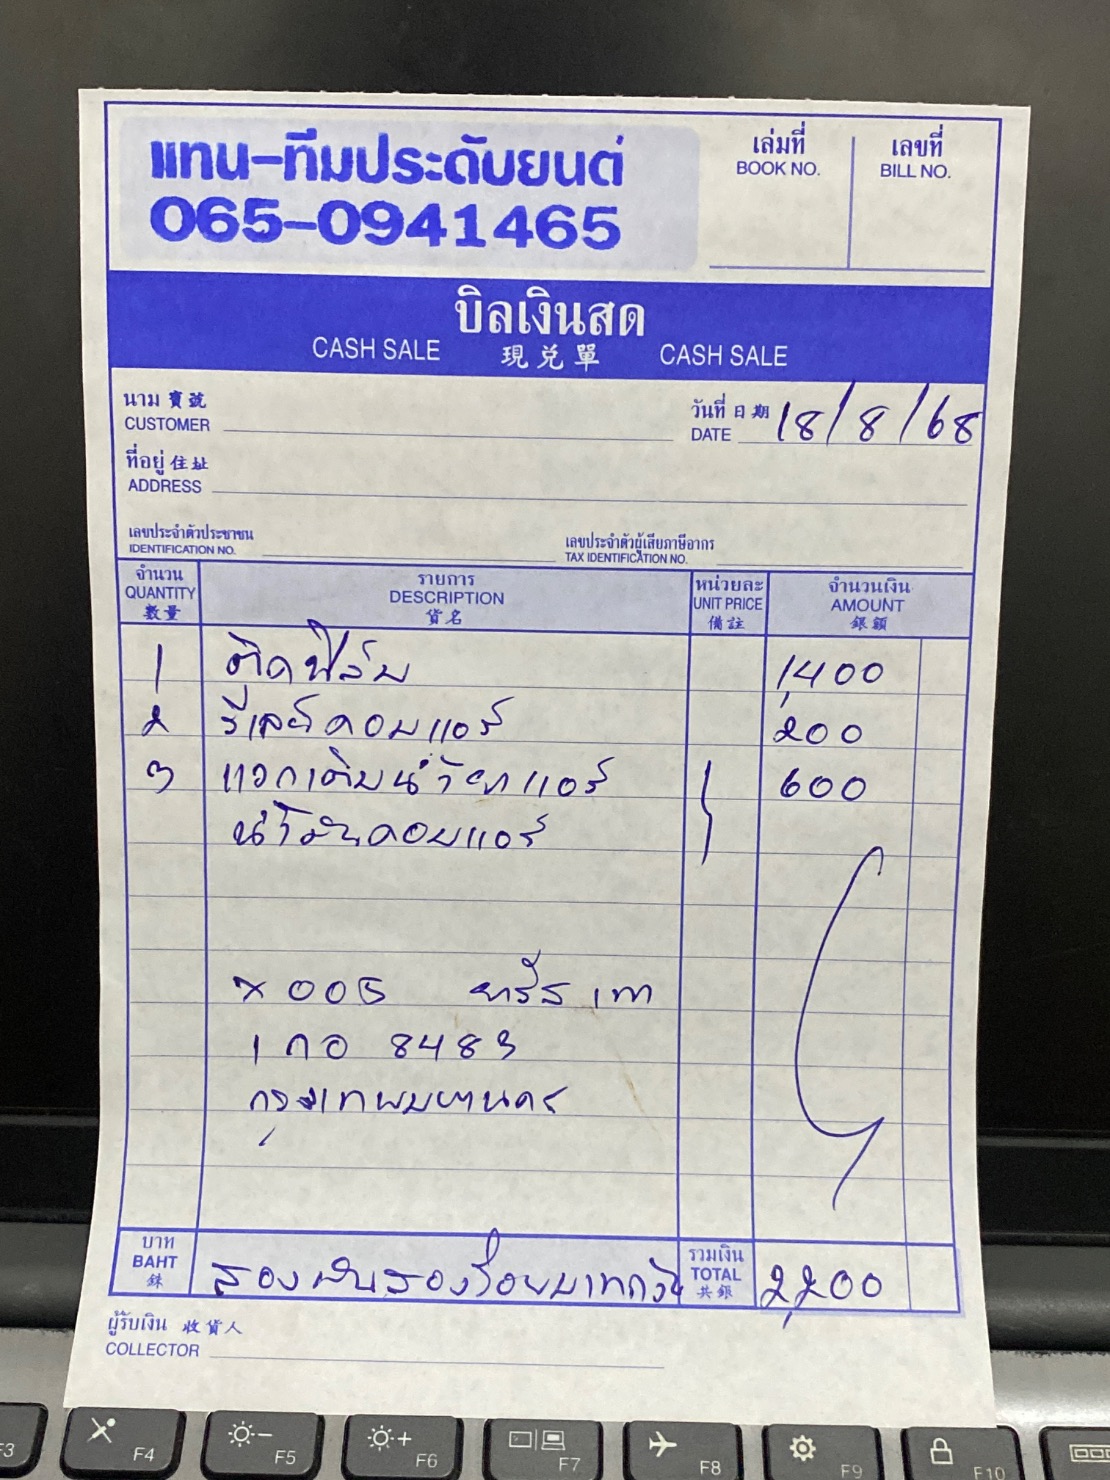 แทน-ทีมประดับยนต์
065-0941465
เล่มที่
BOOK NO.
เลขที่
BILL NO.
บิลเงินสด
CASH SALE 現兌單 CASH SALE
นาม 寶號
CUSTOMER
วันที่ 日期
DATE 18/8/68
ที่อยู่ 住址
ADDRESS
เลขประจำตัวประชาชน
IDENTIFICATION NO.
เลขประจำตัวผู้เสียภาษีอากร
TAX IDENTIFICATION NO.
จำนวน
QUANTITY
數量
รายการ
DESCRIPTION
貨名
หน่วยละ
UNIT PRICE
備註
จำนวนเงิน
AMOUNT
銀額
1 ติดฟิล์ม 1,400
2 รีเลย์คอมแอร์ 200
3 แวคเติมน้ำยาแอร์ 600
น้ำมันคอมแอร์
X005 ยาริส เทา
1 กอ 8483
กรุงเทพมหานคร
บาท
BAHT
銖
สองพันสองร้อยบาทถ้วน
รวมเงิน
TOTAL
共銀
2,200
ผู้รับเงิน 收貨人
COLLECTOR
F4
F5
F6
F7
F8
F9
F10